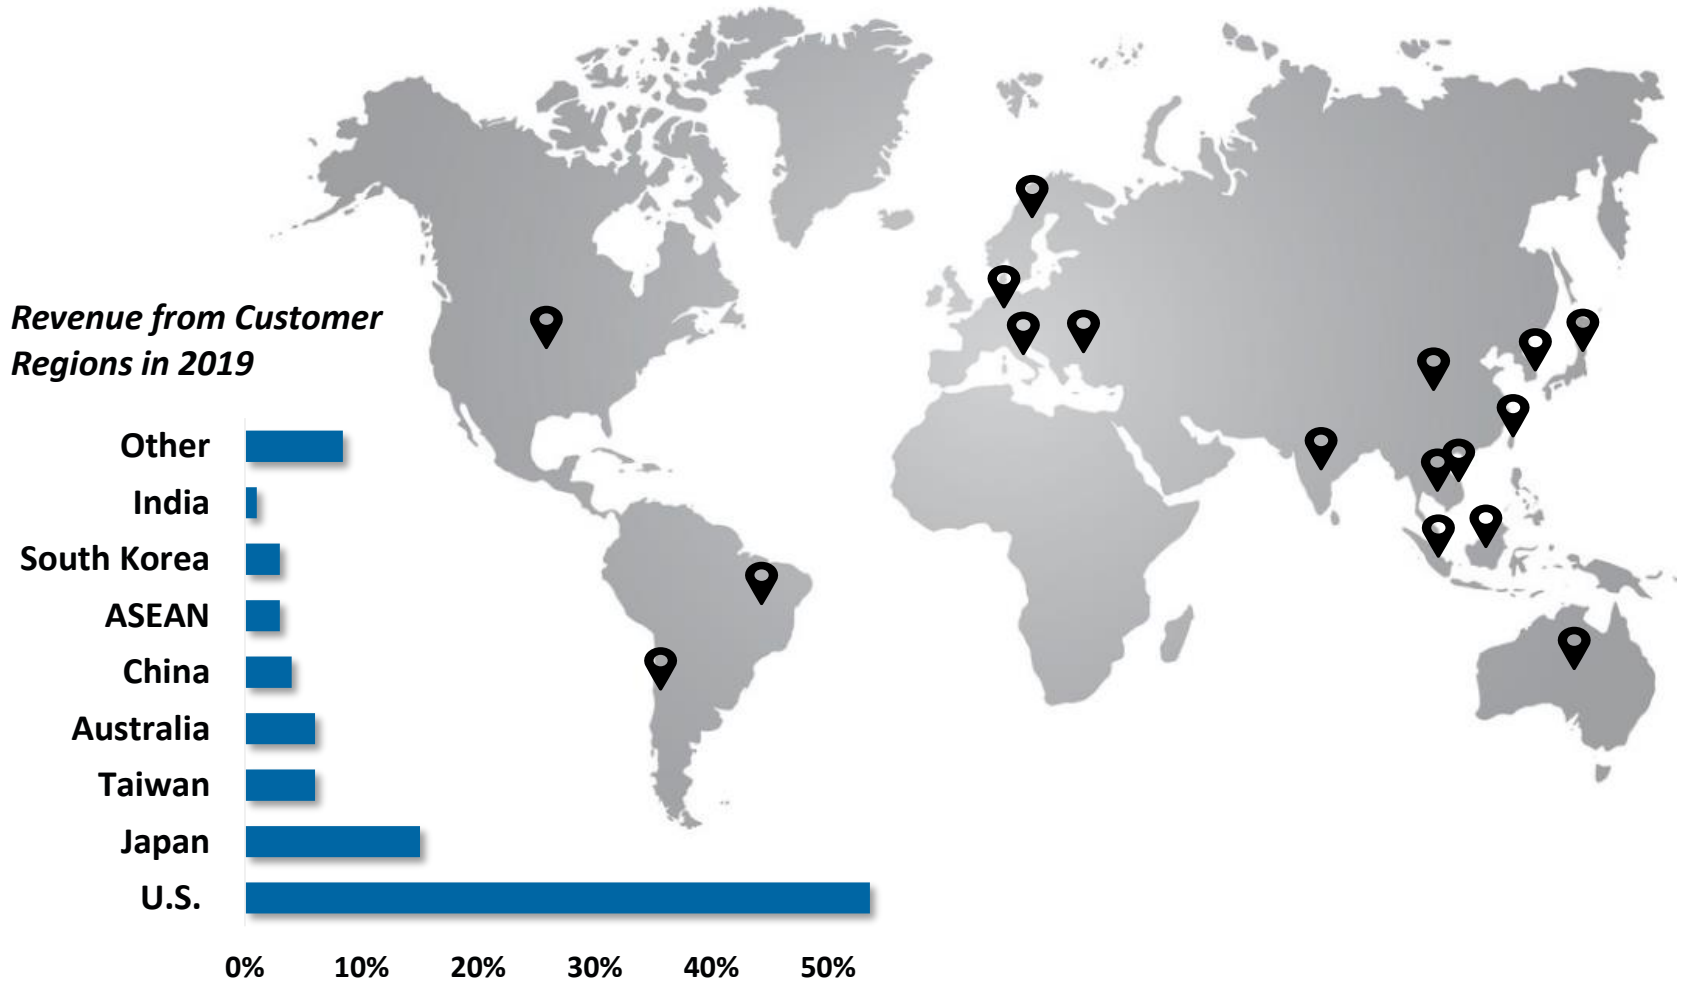 Revenue from Customer
Regions in 2019
Other
India
South Korea
ASEAN
China
Australia
Taiwan
Japan
U.S.
0% 10% 20% 30% 40% 50%